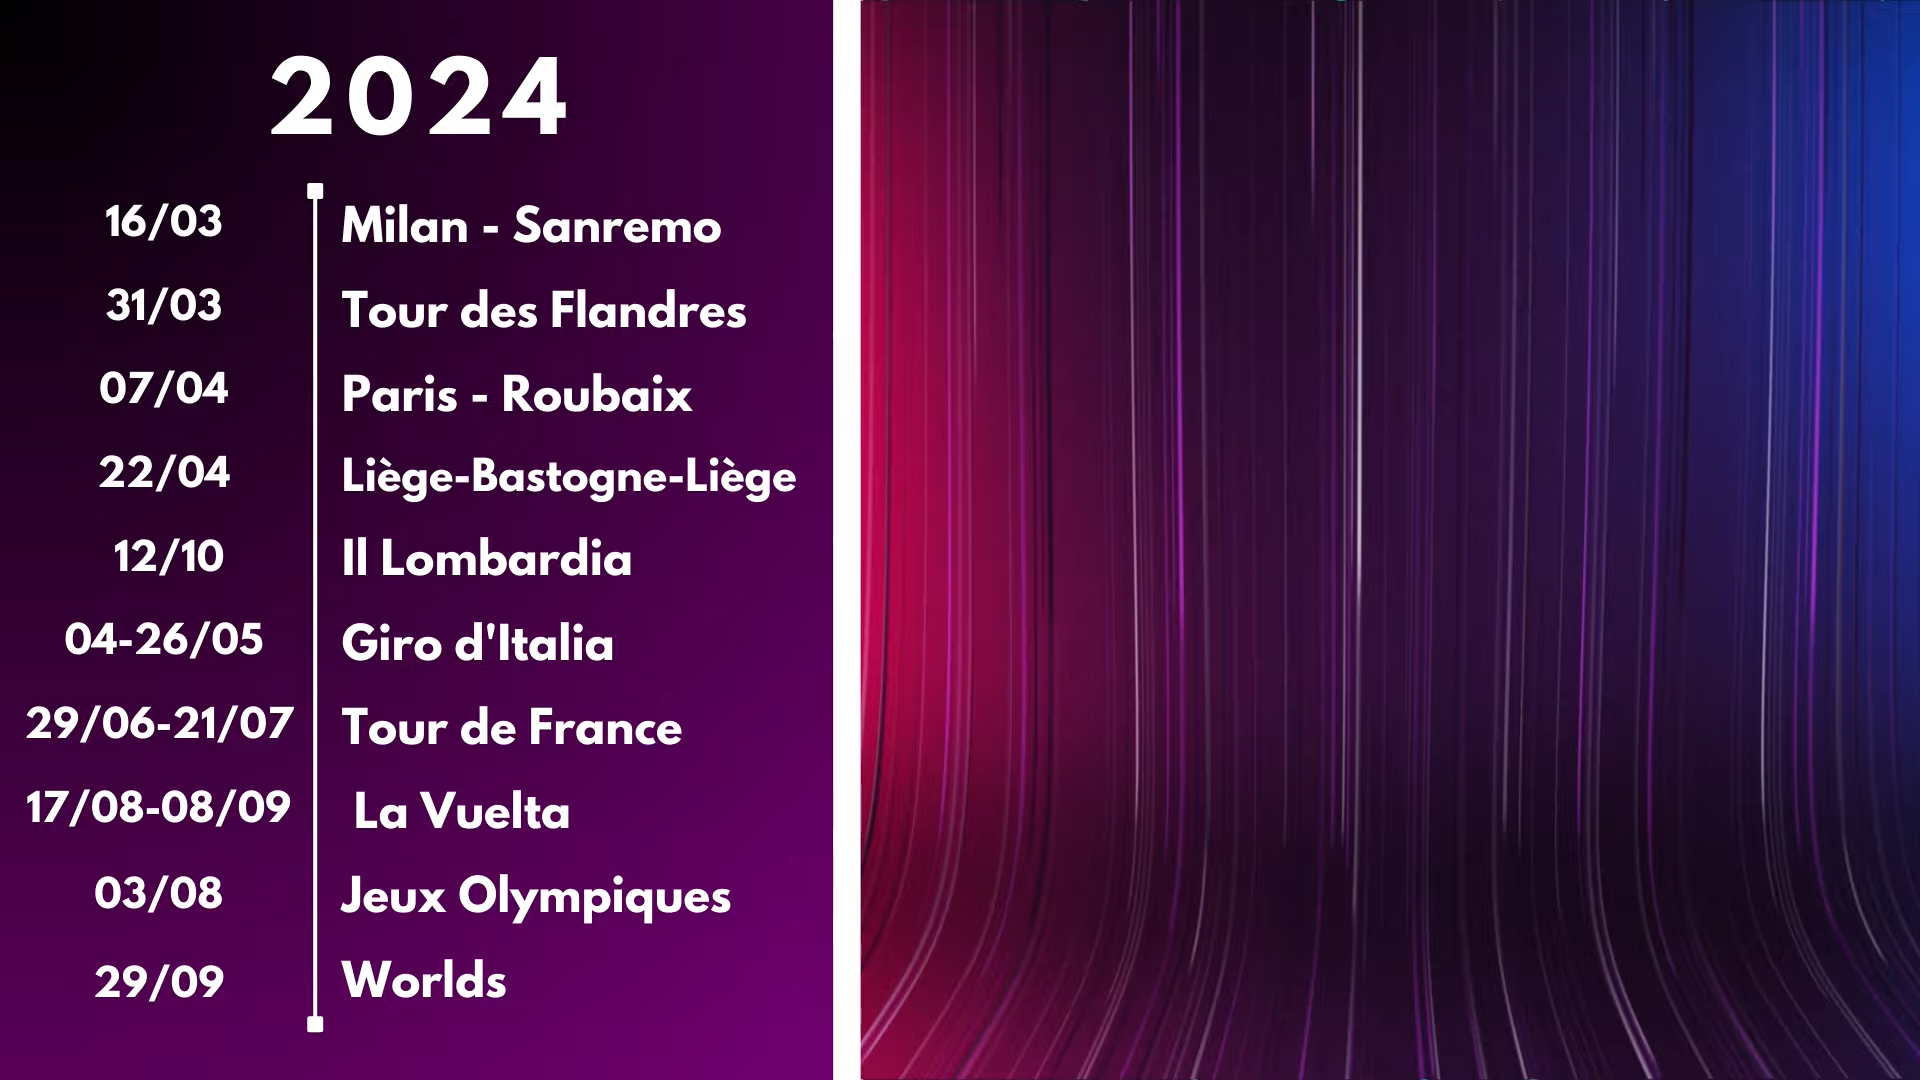 2024
16/03 Milan - Sanremo
31/03 Tour des Flandres
07/04 Paris - Roubaix
22/04 Liège-Bastogne-Liège
12/10 Il Lombardia
04-26/05 Giro d'Italia
29/06-21/07 Tour de France
17/08-08/09 La Vuelta
03/08 Jeux Olympiques
29/09 Worlds